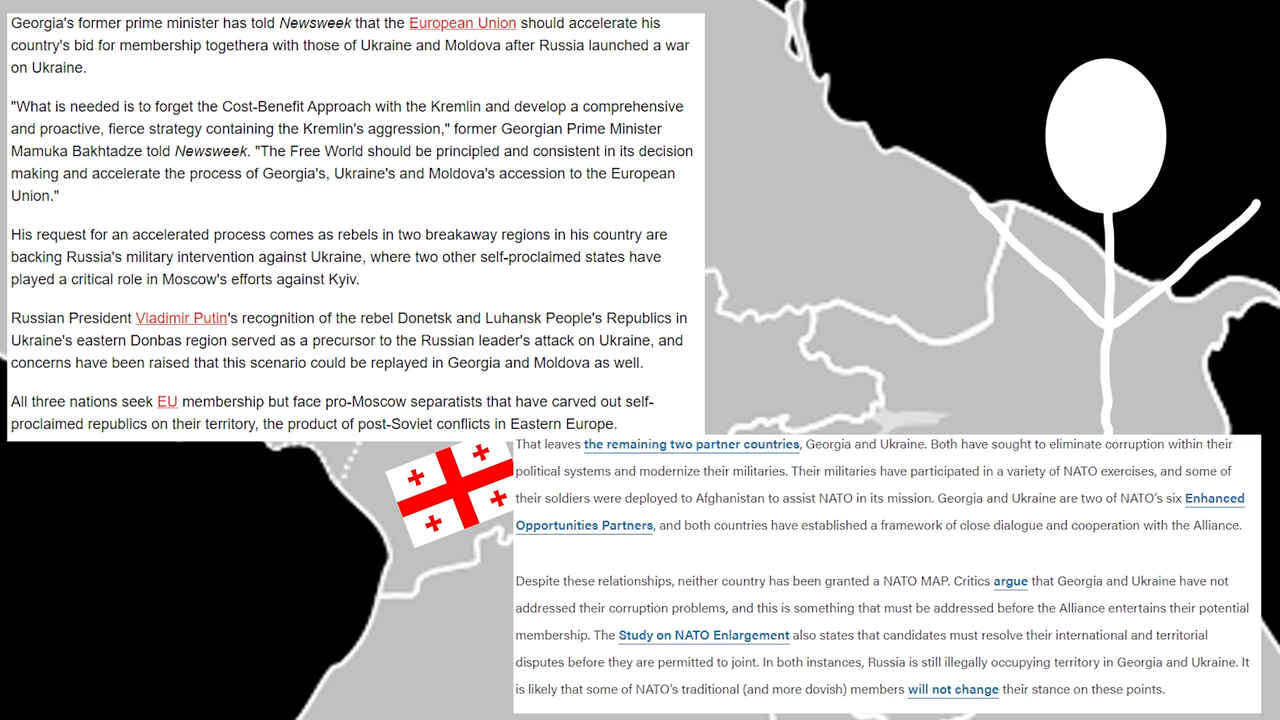 Georgia's former prime minister has told Newsweek that the European Union should accelerate his
country's bid for membership togethera with those of Ukraine and Moldova after Russia launched a war
on Ukraine.
"What is needed is to forget the Cost-Benefit Approach with the Kremlin and develop a comprehensive
and proactive, fierce strategy containing the Kremlin's aggression," former Georgian Prime Minister
Mamuka Bakhtadze told Newsweek. "The Free World should be principled and consistent in its decision
making and accelerate the process of Georgia's, Ukraine's and Moldova's accession to the European
Union."
His request for an accelerated process comes as rebels in two breakaway regions in his country are
backing Russia's military intervention against Ukraine, where two other self-proclaimed states have
played a critical role in Moscow's efforts against Kyiv.
Russian President Vladimir Putin's recognition of the rebel Donetsk and Luhansk People's Republics in
Ukraine's eastern Donbas region served as a precursor to the Russian leader's attack on Ukraine, and
concerns have been raised that this scenario could be replayed in Georgia and Moldova as well.
All three nations seek EU membership but face pro-Moscow separatists that have carved out self-
proclaimed republics on their territory, the product of post-Soviet conflicts in Eastern Europe.
That leaves the remaining two partner countries, Georgia and Ukraine. Both have sought to eliminate corruption within their
political systems and modernize their militaries. Their militaries have participated in a variety of NATO exercises, and some of
their soldiers were deployed to Afghanistan to assist NATO in its mission. Georgia and Ukraine are two of NATO's six Enhanced
Opportunities Partners, and both countries have established a framework of close dialogue and cooperation with the Alliance.
Despite these relationships, neither country has been granted a NATO MAP. Critics argue that Georgia and Ukraine have not
addressed their corruption problems, and this is something that must be addressed before the Alliance entertains their potential
membership. The Study on NATO Enlargement also states that candidates must resolve their international and territorial
disputes before they are permitted to joint. In both instances, Russia is still illegally occupying territory in Georgia and Ukraine. It
is likely that some of NATO's traditional (and more dovish) members will not change their stance on these points.